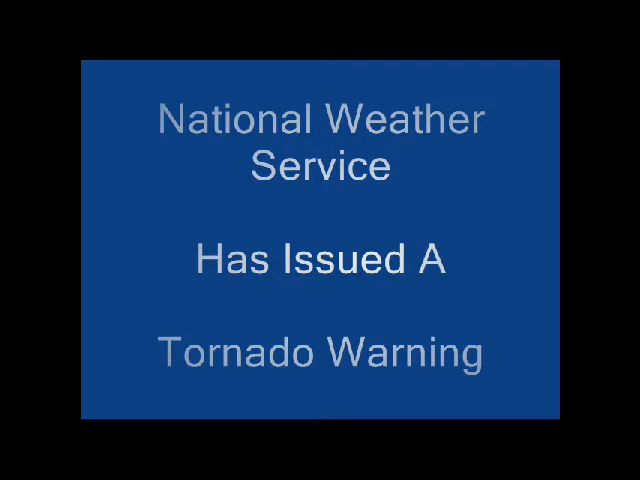 National Weather
Service
Has Issued A
Tornado Warning